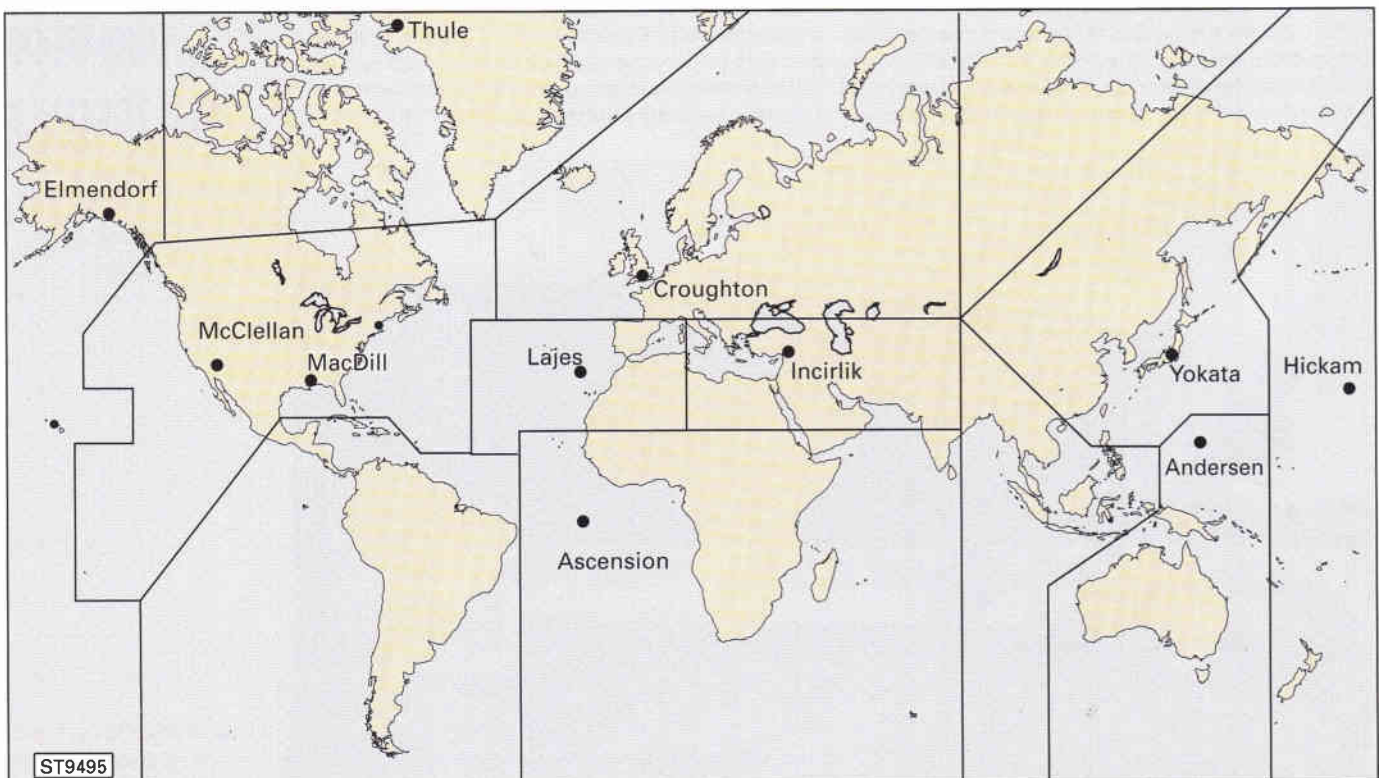 Thule
Elmendorf
Croughton
McClellan
MacDill
Lajes
Incirlik
Yokata
Hickam
Andersen
Ascension
ST9495